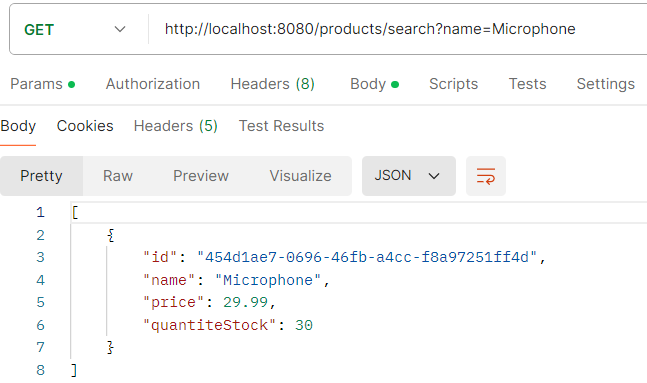 GET http://localhost:8080/products/search?name=Microphone
Params Authorization Headers (8) Body Scripts Tests Settings
Body Cookies Headers (5) Test Results
Pretty Raw Preview Visualize JSON
1 [
2 {
3 "id": "454d1ae7-0696-46fb-a4cc-f8a97251ff4d",
4 "name": "Microphone",
5 "price": 29.99,
6 "quantiteStock": 30
7 }
8 ]